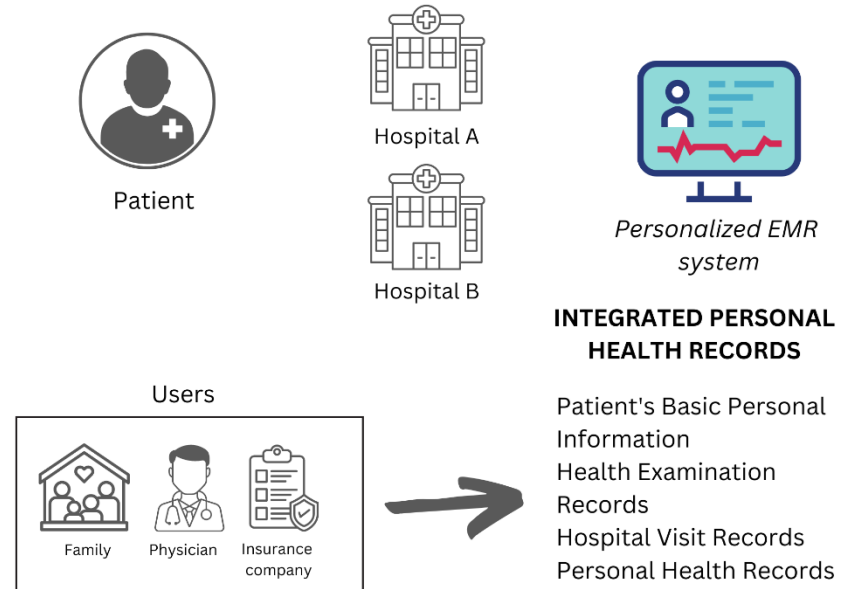 Patient
Hospital A
Hospital B
Personalized EMR
system
INTEGRATED PERSONAL
HEALTH RECORDS
Patient's Basic Personal
Information
Health Examination
Records
Hospital Visit Records
Personal Health Records
Users
Family
Physician
Insurance
company